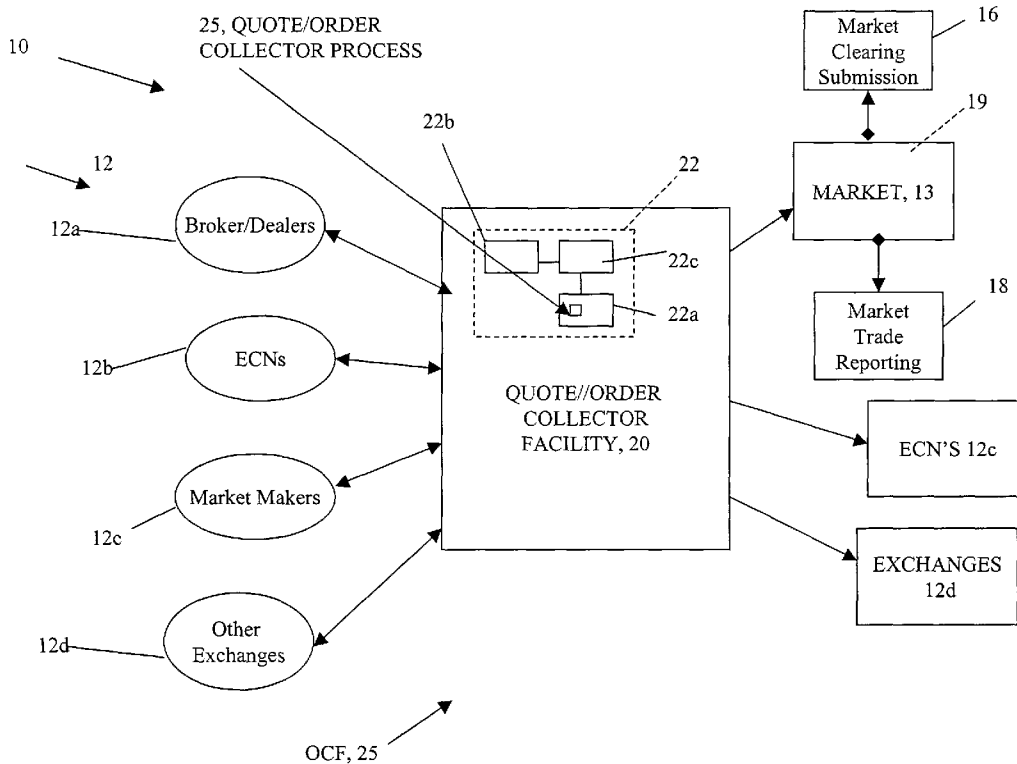 10
25, QUOTE/ORDER
COLLECTOR PROCESS
Market
Clearing
Submission
16
19
12
22b
22
MARKET, 13
12a
Broker/Dealers
22c
22a
Market
Trade
Reporting
18
12b
ECNs
QUOTE//ORDER
COLLECTOR
FACILITY, 20
ECN'S 12c
12c
Market Makers
EXCHANGES
12d
12d
Other
Exchanges
OCF, 25